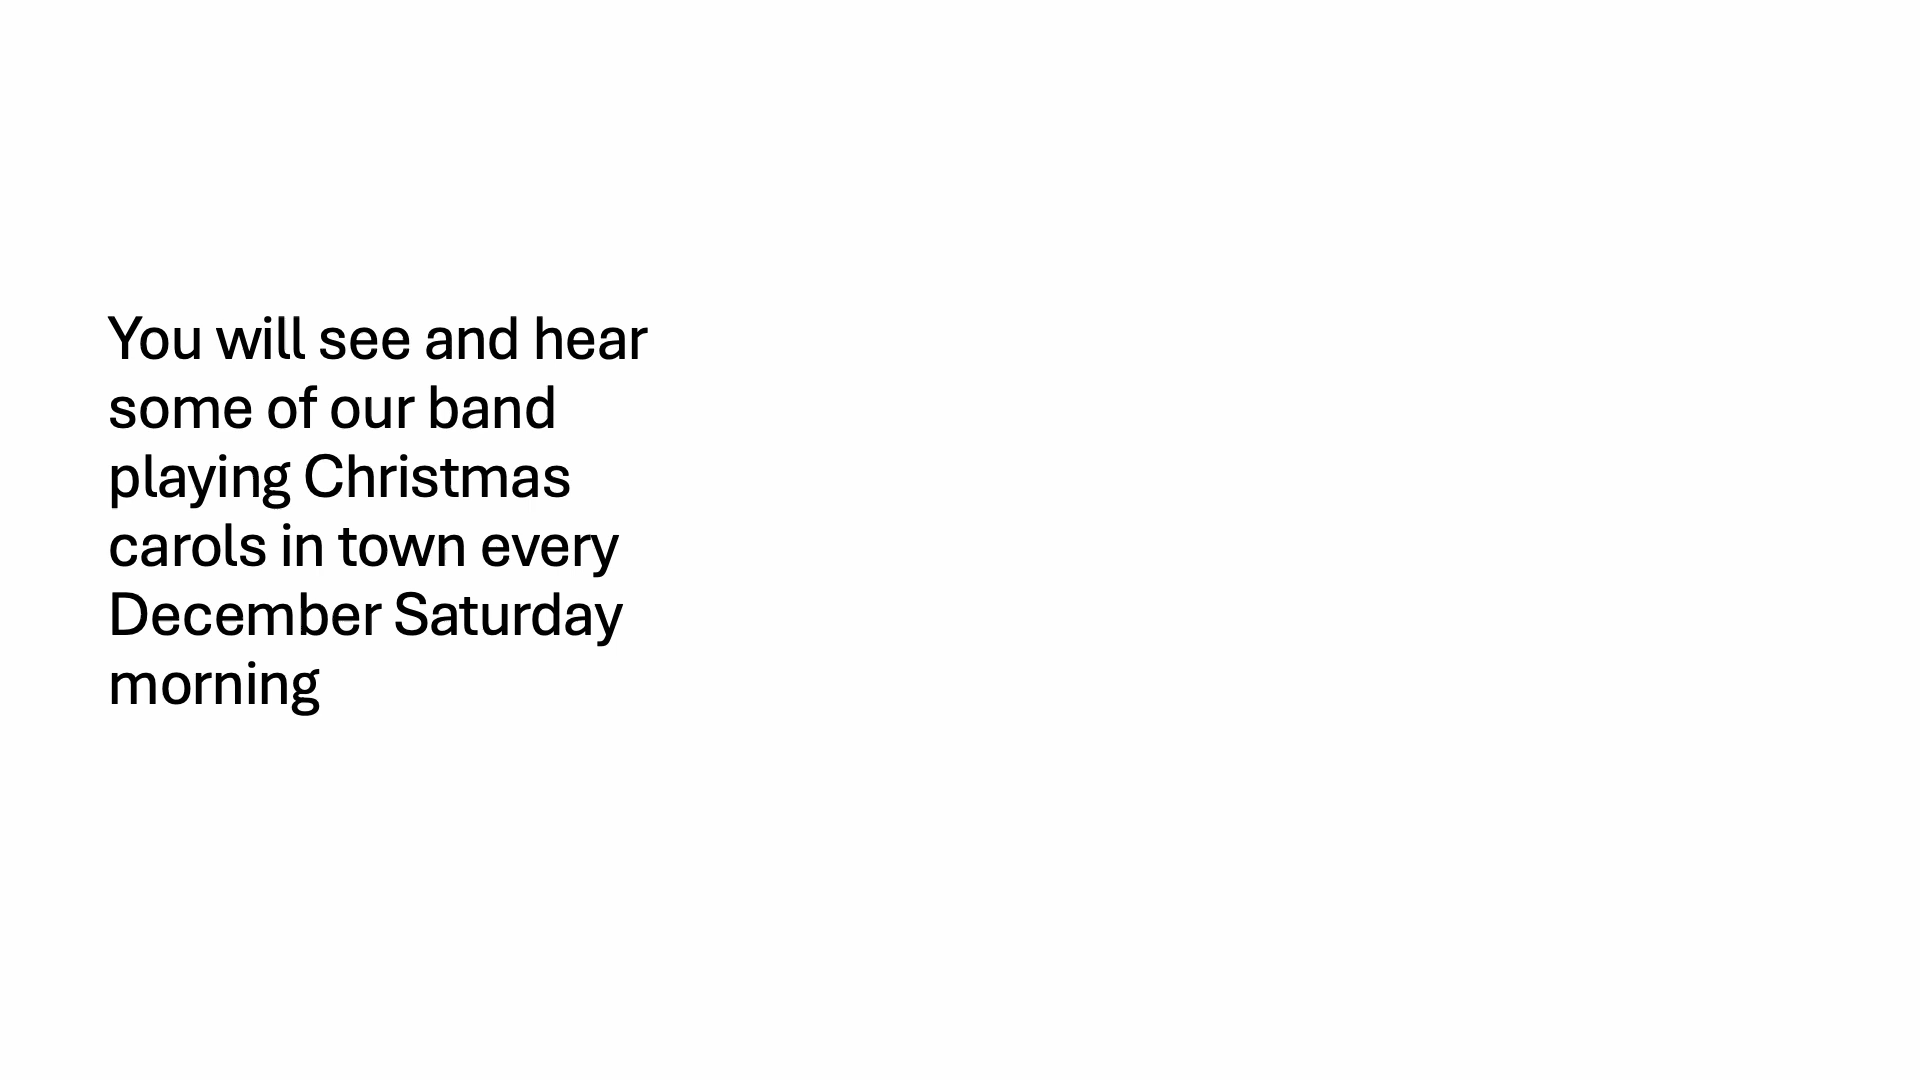 You will see and hear
some of our band
playing Christmas
carols in town every
December Saturday
morning